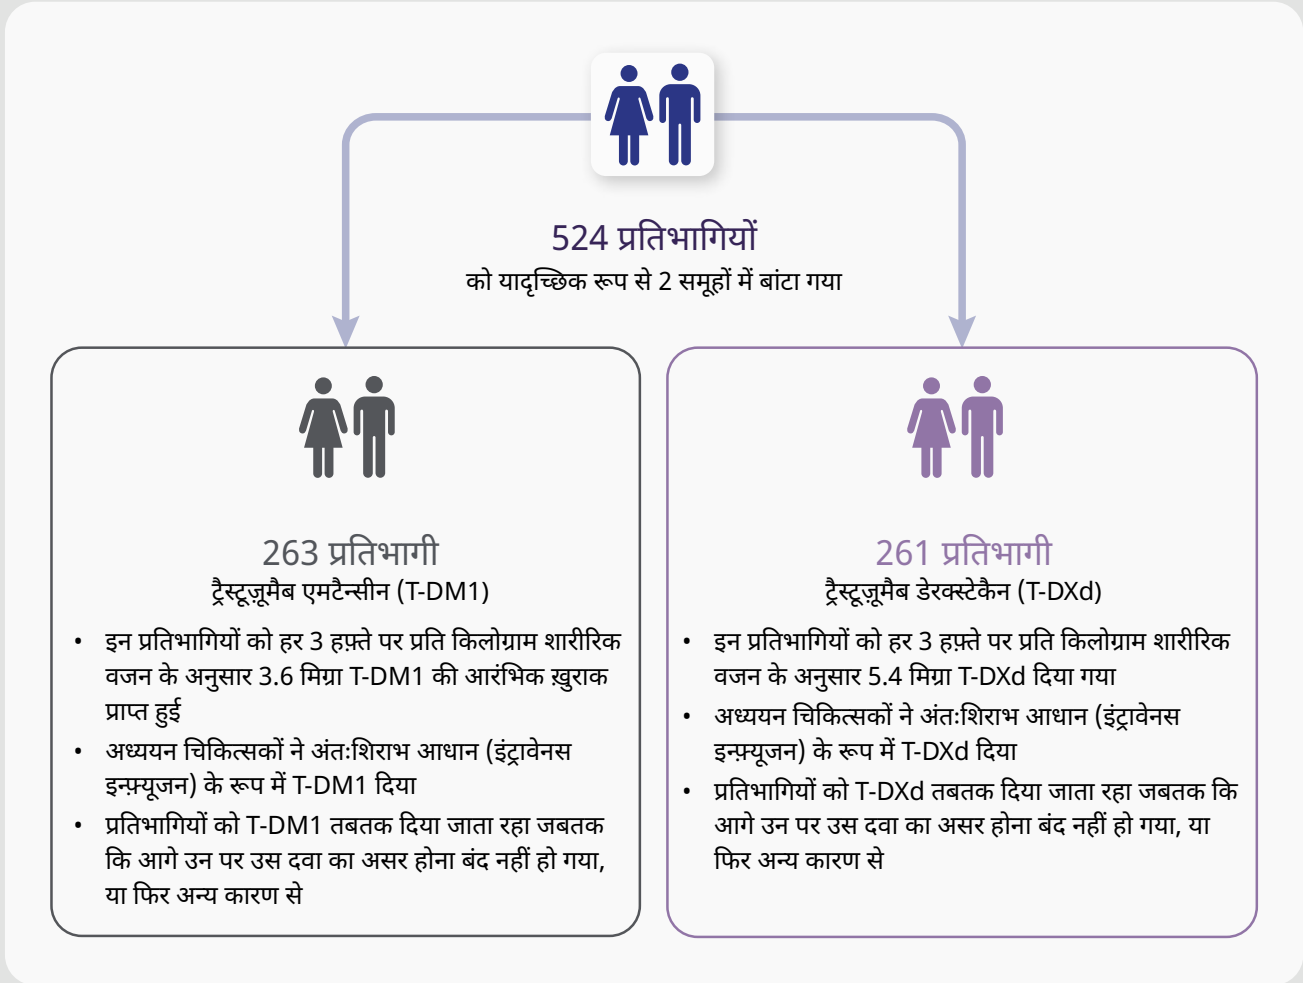 524 प्रतिभागियों
को यादृच्छिक रूप से 2 समूहों में बांटा गया
263 प्रतिभागी
ट्रैस्टूज़ूमैब एमटैन्सीन (T-DM1)
• इन प्रतिभागियों को हर 3 हफ़्ते पर प्रति किलोग्राम शारीरिक
वजन के अनुसार 3.6 मिग्रा T-DM1 की आरंभिक ख़ुराक
प्राप्त हुई
• अध्ययन चिकित्सकों ने अंतःशिराभ आधान (इंट्रावेनस
इन्फ़्यूजन) के रूप में T-DM1 दिया
• प्रतिभागियों को T-DM1 तबतक दिया जाता रहा जबतक
कि आगे उन पर उस दवा का असर होना बंद नहीं हो गया,
या फिर अन्य कारण से
261 प्रतिभागी
ट्रैस्टूज़ूमैब डेरक्स्टेकैन (T-DXd)
• इन प्रतिभागियों को हर 3 हफ़्ते पर प्रति किलोग्राम शारीरिक
वजन के अनुसार 5.4 मिग्रा T-DXd दिया गया
• अध्ययन चिकित्सकों ने अंतःशिराभ आधान (इंट्रावेनस
इन्फ़्यूजन) के रूप में T-DXd दिया
• प्रतिभागियों को T-DXd तबतक दिया जाता रहा जबतक कि
आगे उन पर उस दवा का असर होना बंद नहीं हो गया, या
फिर अन्य कारण से